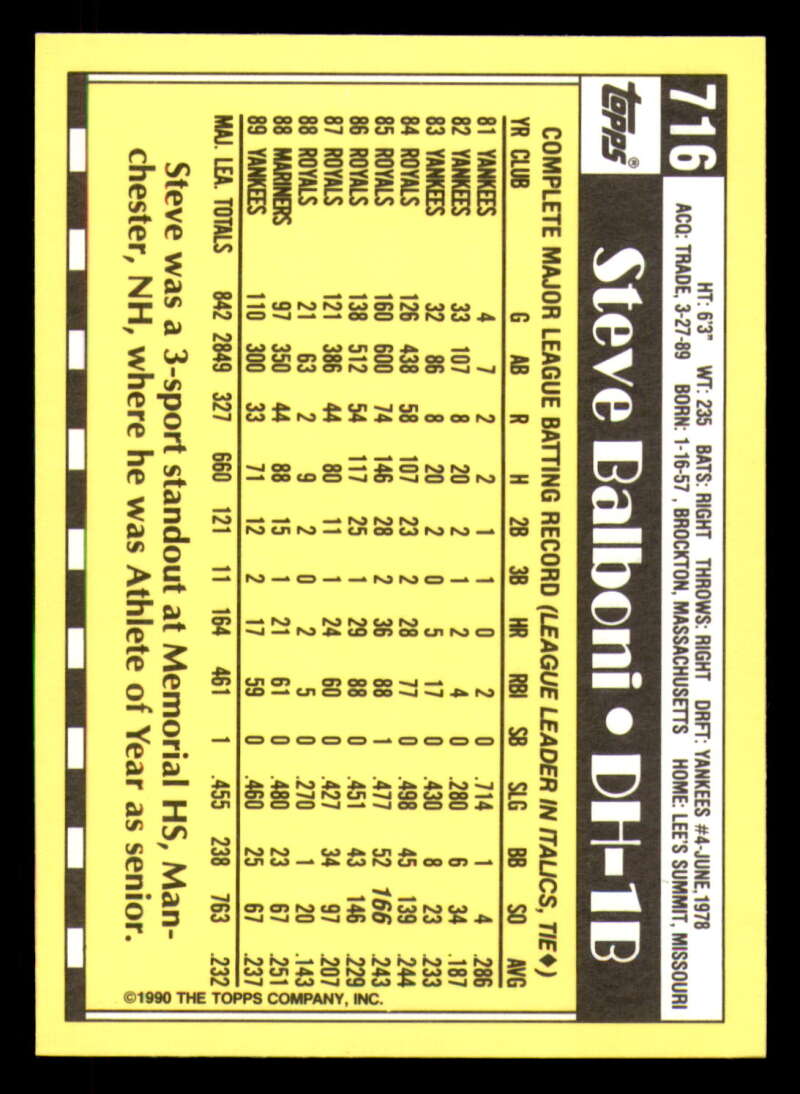 716
HT: 6'3" WT: 235 BATS: RIGHT THROWS: RIGHT DRFT: YANKEES #4-JUNE, 1978
ACQ: TRADE, 3-27-89 BORN: 1-16-57, BROCKTON, MASSACHUSETTS HOME: LEE'S SUMMIT, MISSOURI
topps®
Steve Balboni • DH-1B
COMPLETE MAJOR LEAGUE BATTING RECORD (LEAGUE LEADER IN ITALICS, TIE♦)
YR CLUB G AB R H 2B 3B HR RBI SB SLG BB SO AVG
81 YANKEES 4 7 2 2 1 1 0 2 0 .714 1 4 .286
82 YANKEES 33 107 8 20 2 1 2 4 0 .280 6 34 .187
83 YANKEES 32 86 8 20 2 0 5 17 0 .430 8 23 .233
84 ROYALS 126 438 58 107 23 2 28 77 0 .498 45 139 .244
85 ROYALS 160 600 74 146 28 2 36 88 1 .477 52 166 .243
86 ROYALS 138 512 54 117 25 1 29 88 0 .451 43 146 .229
87 ROYALS 121 386 44 80 11 1 24 60 0 .427 34 97 .207
88 ROYALS 21 63 2 9 2 0 2 5 0 .270 1 20 .143
88 MARINERS 97 350 44 88 15 1 21 61 0 .480 23 67 .251
89 YANKEES 110 300 33 71 12 2 17 59 0 .460 25 67 .237
MAJ. LEA. TOTALS 842 2849 327 660 121 11 164 461 1 .455 238 763 .232
Steve was a 3-sport standout at Memorial HS, Man-
chester, NH, where he was Athlete of Year as senior.
©1990 THE TOPPS COMPANY, INC.